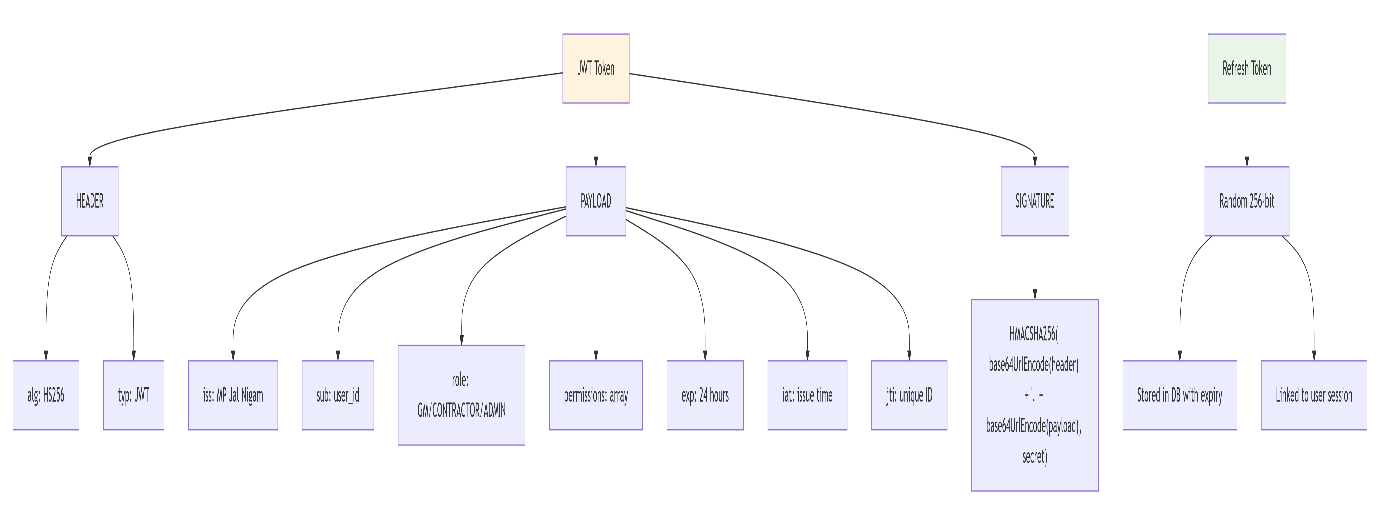 JWT Token
Refresh Token
HEADER
PAYLOAD
SIGNATURE
Random 256-bit
alg: HS256
typ: JWT
iss: MP Jal Nigam
sub: user_id
role:
GM/CONTRACTOR/ADMIN
permissions: array
exp: 24 hours
iat: issue time
jti: unique ID
HMACSHA256(
base64UrlEncode(header)
+ '. +
base64UrlEncode(payload),
secret)
Stored in DB with expiry
Linked to user session